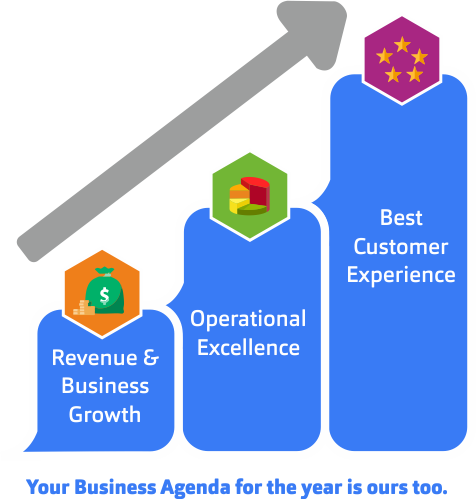 Best
Customer
Experience
Operational
Excellence
Revenue &
Business
Growth
$
Your Business Agenda for the year is ours too.